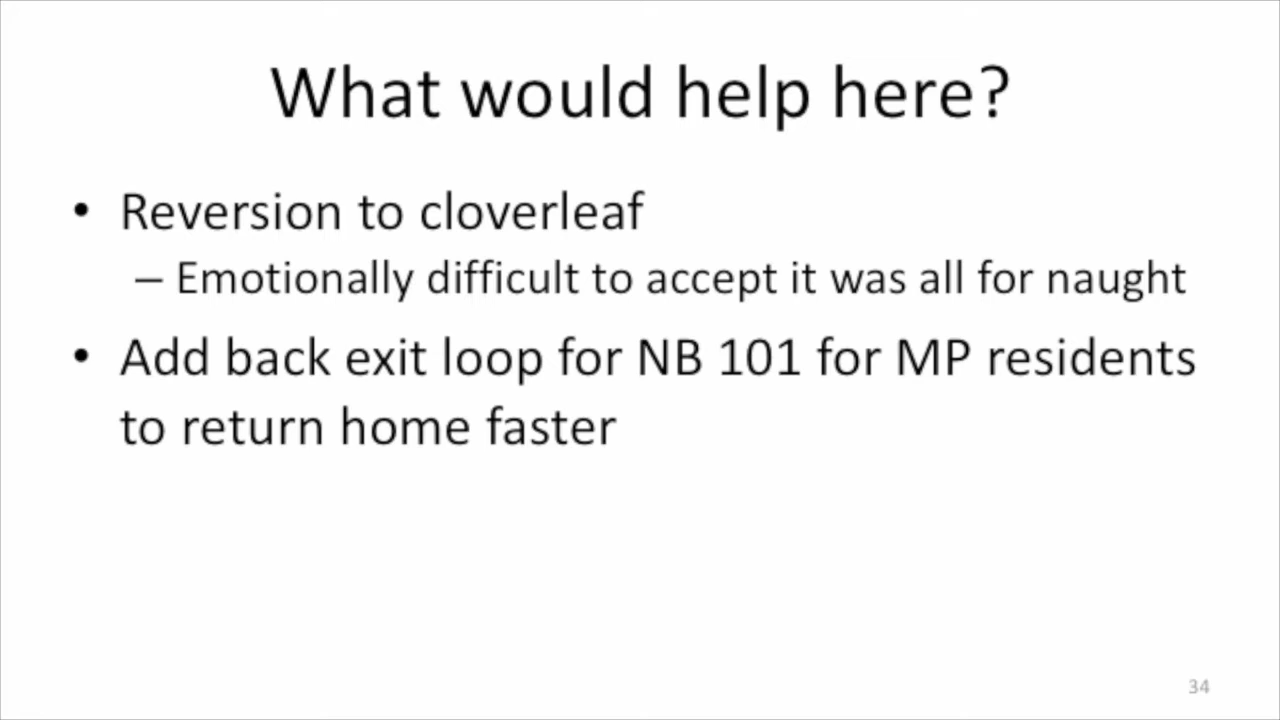 What would help here?
• Reversion to cloverleaf
– Emotionally difficult to accept it was all for naught
• Add back exit loop for NB 101 for MP residents
to return home faster
34